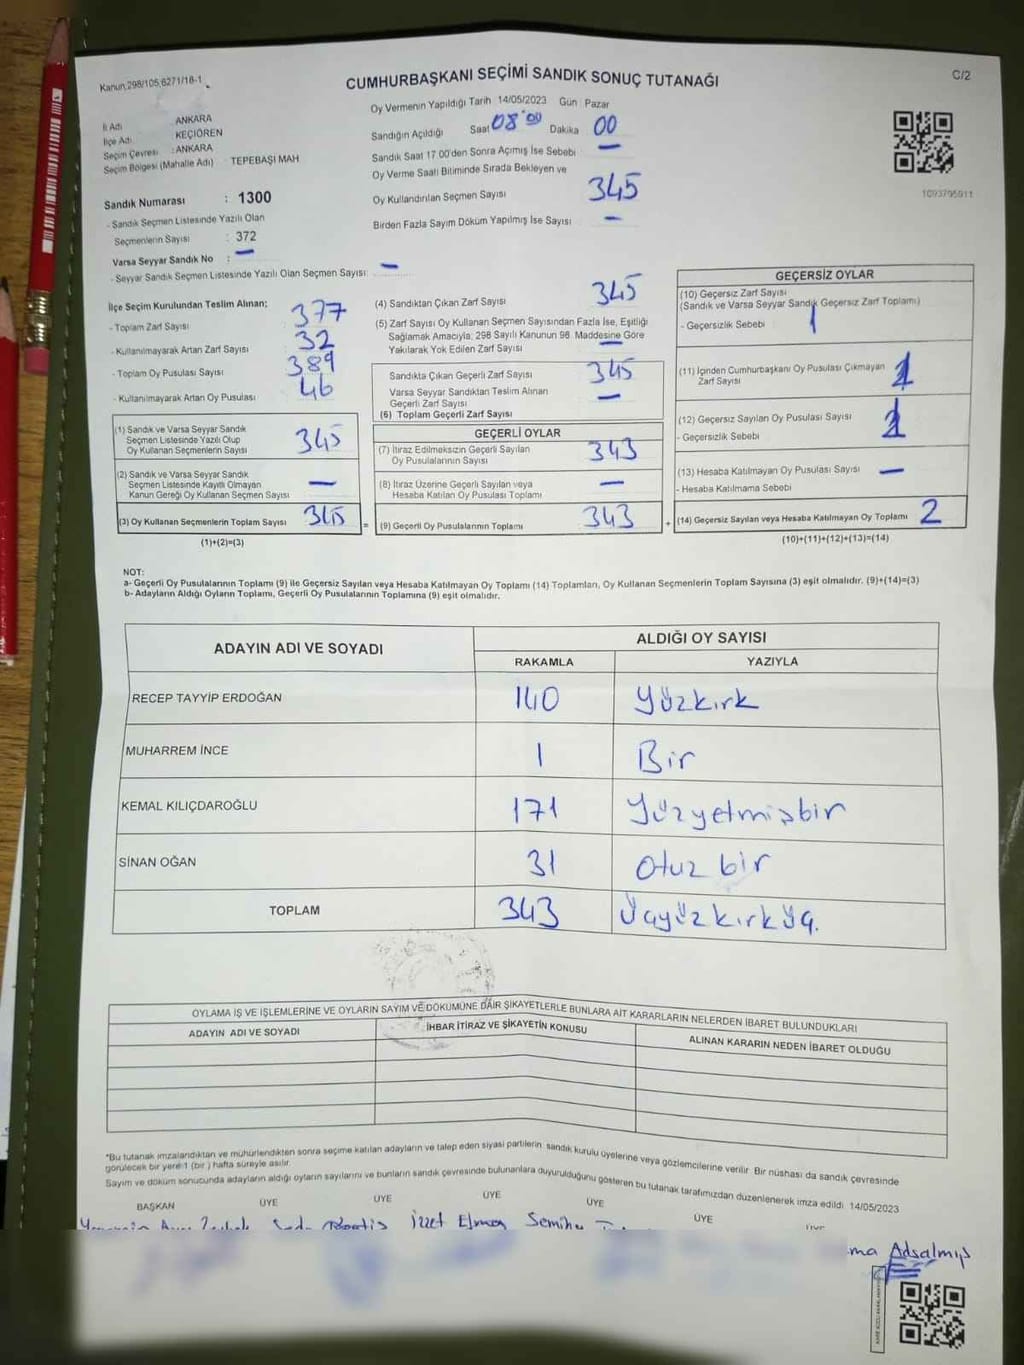 Kanun,298/105,6271/18-1
CUMHURBAŞKANI SEÇİMİ SANDIK SONUÇ TUTANAĞI
C/2
İl Adı ANKARA
İlçe Adı KEÇİÖREN
Seçim Çevresi : ANKARA
Seçim Bölgesi (Mahalle Adı) : TEPEBAŞI MAH
Sandık Numarası : 1300
- Sandık Seçmen Listesinde Yazılı Olan
Seçmenlerin Sayısı : 372
Varsa Seyyar Sandık No : —
- Seyyar Sandık Seçmen Listesinde Yazılı Olan Seçmen Sayısı: —
Oy Vermenin Yapıldığı Tarih 14/05/2023 Gün Pazar
Sandığın Açıldığı Saat 08:00 Dakika 00
Sandık Saat 17.00'den Sonra Açımış İse Sebebi —
Oy Verme Saati Bitiminde Sırada Bekleyen ve
Oy Kullandırılan Seçmen Sayısı 345
Birden Fazla Sayım Döküm Yapılmış İse Sayısı —
1093795911
İlçe Seçim Kurulundan Teslim Alınan;
- Toplam Zarf Sayısı 377
- Kullanılmayarak Artan Zarf Sayısı 32
- Toplam Oy Pusulası Sayısı 389
- Kullanılmayarak Artan Oy Pusulası 46
(1) Sandık ve Varsa Seyyar Sandık
Seçmen Listesinde Yazılı Olup
Oy Kullanan Seçmenlerin Sayısı 345
(2) Sandık ve Varsa Seyyar Sandık
Seçmen Listesinde Kayıtlı Olmayan
Kanun Gereği Oy Kullanan Seçmen Sayısı —
(3) Oy Kullanan Seçmenlerin Toplam Sayısı 345 =
(1)+(2)=(3)
(4) Sandıktan Çıkan Zarf Sayısı 345
(5) Zarf Sayısı Oy Kullanan Seçmen Sayısından Fazla İse, Eşitliği
Sağlamak Amacıyla; 298 Sayılı Kanunun 98. Maddesine Göre
Yakılarak Yok Edilen Zarf Sayısı —
Sandıkta Çıkan Geçerli Zarf Sayısı 345
Varsa Seyyar Sandıktan Teslim Alınan
Geçerli Zarf Sayısı —
(6) Toplam Geçerli Zarf Sayısı
GEÇERLİ OYLAR
(7) İtiraz Edilmeksizin Geçerli Sayılan
Oy Pusulalarının Sayısı 343
(8) İtiraz Üzerine Geçerli Sayılan veya
Hesaba Katılan Oy Pusulası Toplamı —
(9) Geçerli Oy Pusulalarının Toplamı 343 +
GEÇERSİZ OYLAR
(10) Geçersiz Zarf Sayısı
(Sandık ve Varsa Seyyar Sandık Geçersiz Zarf Toplamı)
- Geçersizlik Sebebi
(11) İçinden Cumhurbaşkanı Oy Pusulası Çıkmayan
Zarf Sayısı 1
(12) Geçersiz Sayılan Oy Pusulası Sayısı 1
- Geçersizlik Sebebi
(13) Hesaba Katılmayan Oy Pusulası Sayısı —
- Hesaba Katılmama Sebebi
(14) Geçersiz Sayılan veya Hesaba Katılmayan Oy Toplamı 2
(10)+(11)+(12)+(13)=(14)
NOT:
a- Geçerli Oy Pusulalarının Toplamı (9) ile Geçersiz Sayılan veya Hesaba Katılmayan Oy Toplamı (14) Toplamları, Oy Kullanan Seçmenlerin Toplam Sayısına (3) eşit olmalıdır. (9)+(14)=(3)
b- Adayların Aldığı Oyların Toplamı, Geçerli Oy Pusulalarının Toplamına (9) eşit olmalıdır.
ADAYIN ADI VE SOYADI ALDIĞI OY SAYISI
RAKAMLA YAZIYLA
RECEP TAYYİP ERDOĞAN 140 Yüzkırk
MUHARREM İNCE 1 Bir
KEMAL KILIÇDAROĞLU 171 Yüzyetmişbir
SİNAN OĞAN 31 Otuz bir
TOPLAM 343 Üçyüzkırküç.
OYLAMA İŞ VE İŞLEMLERİNE VE OYLARIN SAYIM VE DÖKÜMÜNE DAİR ŞİKAYETLERLE BUNLARA AİT KARARLARIN NELERDEN İBARET BULUNDUKLARI
ADAYIN ADI VE SOYADI İHBAR İTİRAZ VE ŞİKAYETİN KONUSU ALINAN KARARIN NEDEN İBARET OLDUĞU
*Bu tutanak imzalandıktan ve mühürlendikten sonra seçime katılan adayların ve talep eden siyasi partilerin sandık kurulu üyelerine veya gözlemcilerine verilir. Bir nüshası da sandık çevresinde
görülecek bir yere 1 (bir ) hafta süreyle asılır.
Sayım ve döküm sonucunda adayların aldığı oyların sayılarını ve bunların sandık çevresinde bulunanlara duyurulduğunu gösteren bu tutanak tarafımızdan düzenlenerek imza edildi. 14/05/2023
BAŞKAN ÜYE ÜYE ÜYE ÜYE ÜYE ÜYE
İzzet Elmas Semiha
Adsalmış